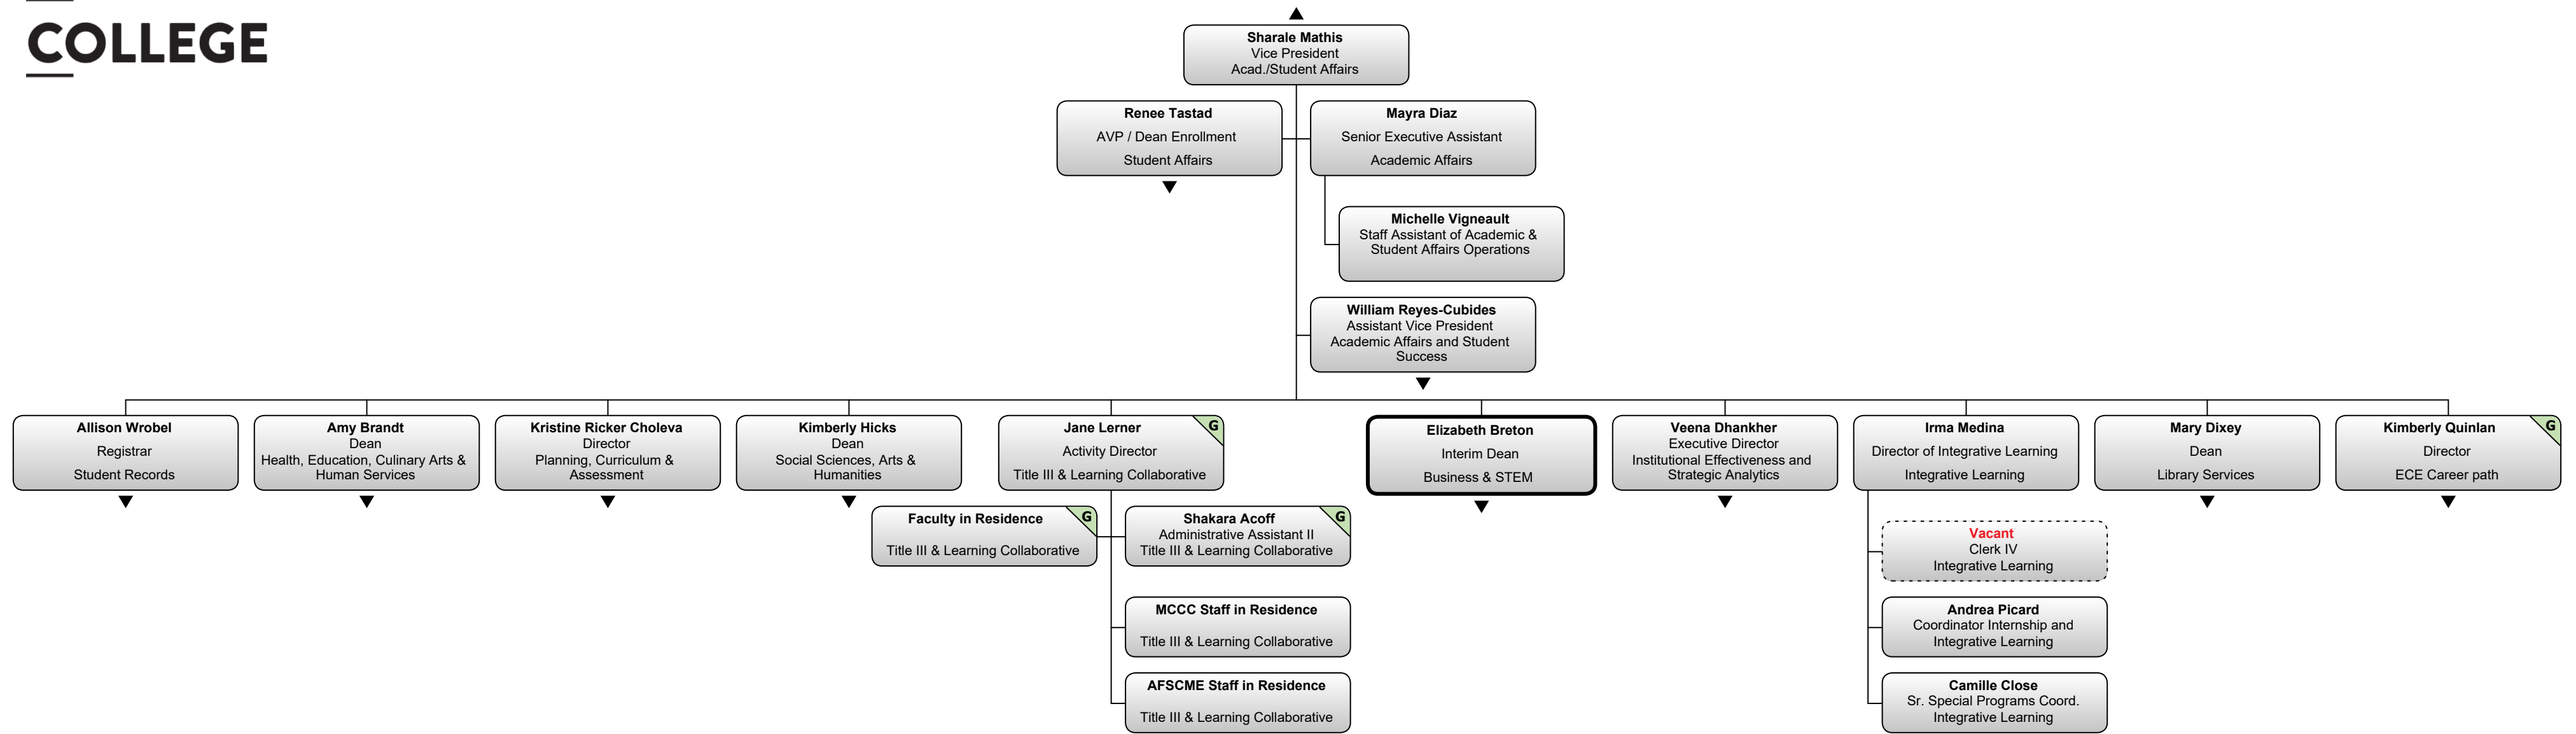 COLLEGE
Sharale Mathis
Vice President
Acad./Student Affairs
Renee Tastad
AVP / Dean Enrollment
Student Affairs
Mayra Diaz
Senior Executive Assistant
Academic Affairs
Michelle Vigneault
Staff Assistant of Academic &
Student Affairs Operations
William Reyes-Cubides
Assistant Vice President
Academic Affairs and Student
Success
Allison Wrobel
Registrar
Student Records
Amy Brandt
Dean
Health, Education, Culinary Arts &
Human Services
Kristine Ricker Choleva
Director
Planning, Curriculum &
Assessment
Kimberly Hicks
Dean
Social Sciences, Arts &
Humanities
Jane Lerner
G
Activity Director
Title III & Learning Collaborative
Elizabeth Breton
Interim Dean
Business & STEM
Veena Dhankher
Executive Director
Institutional Effectiveness and
Strategic Analytics
Irma Medina
Director of Integrative Learning
Integrative Learning
Mary Dixey
Dean
Library Services
Kimberly Quinlan
G
Director
ECE Career path
Faculty in Residence
G
Title III & Learning Collaborative
Shakara Acoff
G
Administrative Assistant II
Title III & Learning Collaborative
MCCC Staff in Residence
Title III & Learning Collaborative
AFSCME Staff in Residence
Title III & Learning Collaborative
Vacant
Clerk IV
Integrative Learning
Andrea Picard
Coordinator Internship and
Integrative Learning
Camille Close
Sr. Special Programs Coord.
Integrative Learning